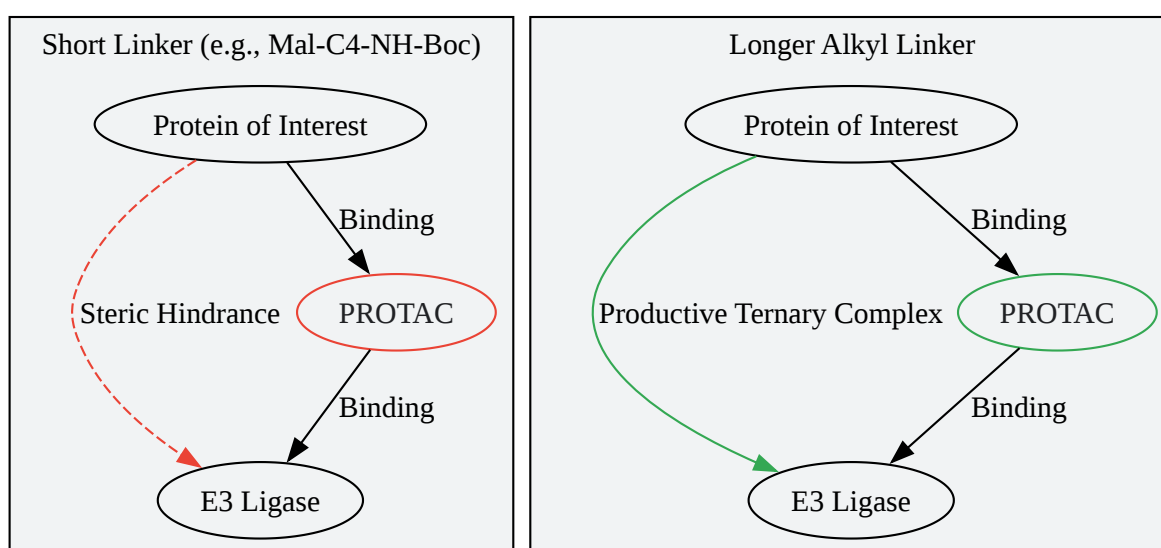 Short Linker (e.g., Mal-C4-NH-Boc)
Protein of Interest
Binding
Steric Hindrance
PROTAC
Binding
E3 Ligase
Longer Alkyl Linker
Protein of Interest
Binding
Productive Ternary Complex
PROTAC
Binding
E3 Ligase